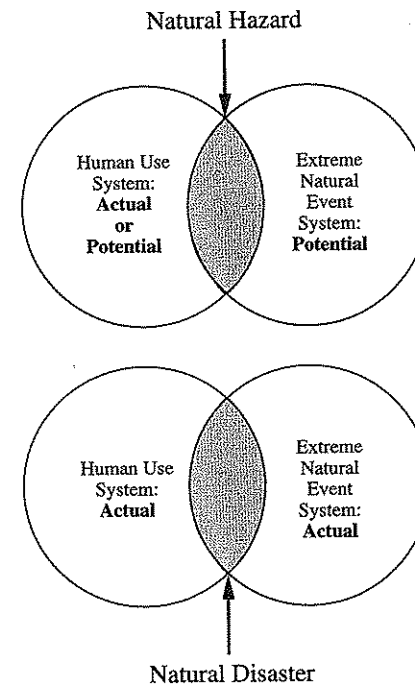 Natural Hazard
Human Use
System:
Actual
or
Potential
Extreme
Natural
Event
System:
Potential
Human Use
System:
Actual
Extreme
Natural
Event
System:
Actual
Natural Disaster